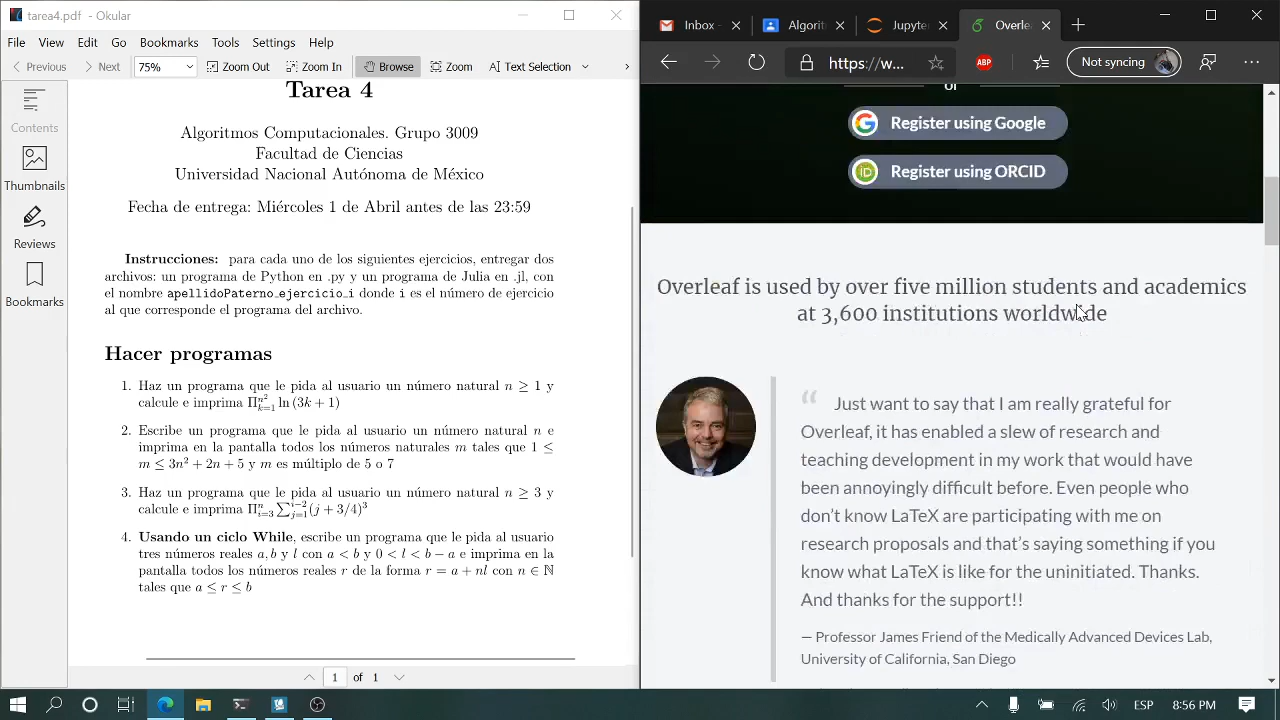 tarea4.pdf - Okular
File View Edit Go Bookmarks Tools Settings Help
Previous Next 75% Zoom Out Zoom In Browse Zoom Text Selection
Contents
Thumbnails
Reviews
Bookmarks
Tarea 4
Algoritmos Computacionales. Grupo 3009
Facultad de Ciencias
Universidad Nacional Autónoma de México
Fecha de entrega: Miércoles 1 de Abril antes de las 23:59
Instrucciones: para cada uno de los siguientes ejercicios, entregar dos
archivos: un programa de Python en .py y un programa de Julia en .jl, con
el nombre apellidoPaterno_ejercicio_i donde i es el número de ejercicio
al que corresponde el programa del archivo.
Hacer programas
1. Haz un programa que le pida al usuario un número natural n ≥ 1 y
calcule e imprima Π_{k=1}^{n²} ln (3k + 1)
2. Escribe un programa que le pida al usuario un número natural n e
imprima en la pantalla todos los números naturales m tales que 1 ≤
m ≤ 3n² + 2n + 5 y m es múltiplo de 5 o 7
3. Haz un programa que le pida al usuario un número natural n ≥ 3 y
calcule e imprima Π_{i=3}^{n} ∑_{j=1}^{i−2}(j + 3/4)³
4. Usando un ciclo While, escribe un programa que le pida al usuario
tres números reales a, b y l con a < b y 0 < l < b − a e imprima en la
pantalla todos los números reales r de la forma r = a + nl con n ∈ ℕ
tales que a ≤ r ≤ b
1 of 1
Inbox - Algorit Jupyte Overle
https://w... ABP Not syncing
or
Register using Google
Register using ORCID
Overleaf is used by over five million students and academics
at 3,600 institutions worldwide
“ Just want to say that I am really grateful for
Overleaf, it has enabled a slew of research and
teaching development in my work that would have
been annoyingly difficult before. Even people who
don’t know LaTeX are participating with me on
research proposals and that’s saying something if you
know what LaTeX is like for the uninitiated. Thanks.
And thanks for the support!!
— Professor James Friend of the Medically Advanced Devices Lab,
University of California, San Diego
ESP 8:56 PM